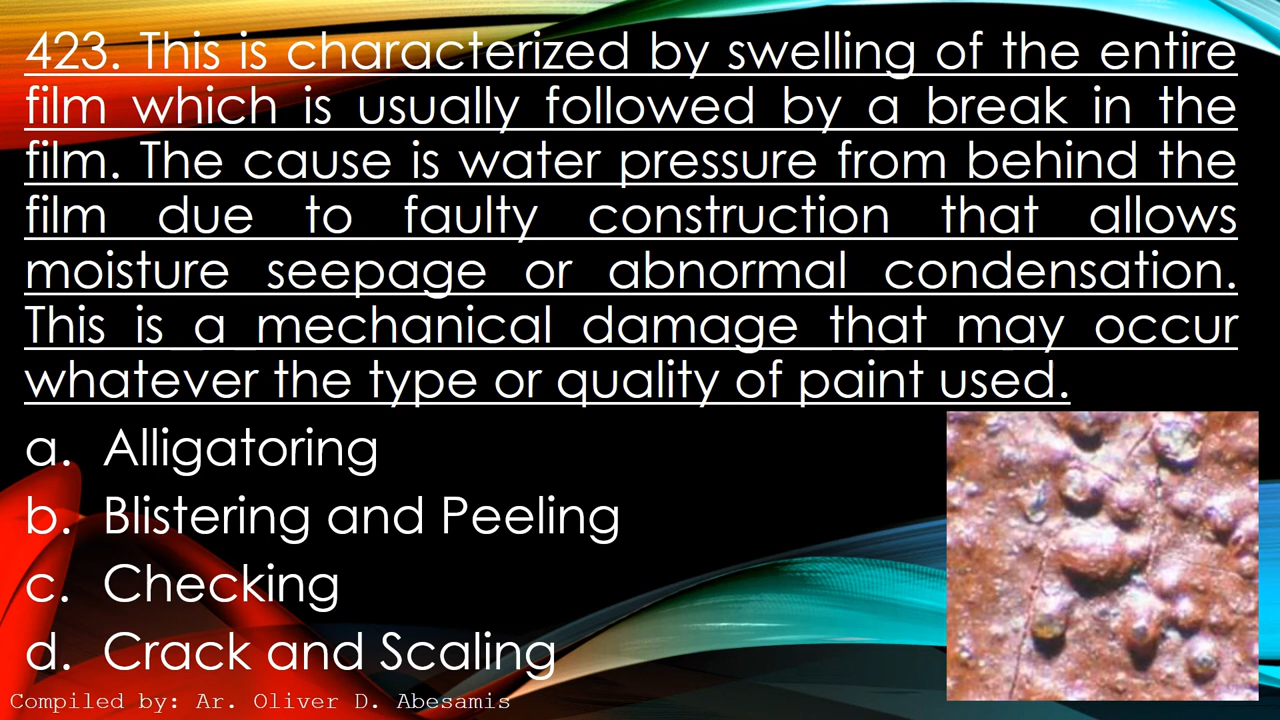 423. This is characterized by swelling of the entire
film which is usually followed by a break in the
film. The cause is water pressure from behind the
film due to faulty construction that allows
moisture seepage or abnormal condensation.
This is a mechanical damage that may occur
whatever the type or quality of paint used.
a. Alligatoring
b. Blistering and Peeling
c. Checking
d. Crack and Scaling
Compiled by: Ar. Oliver D. Abesamis